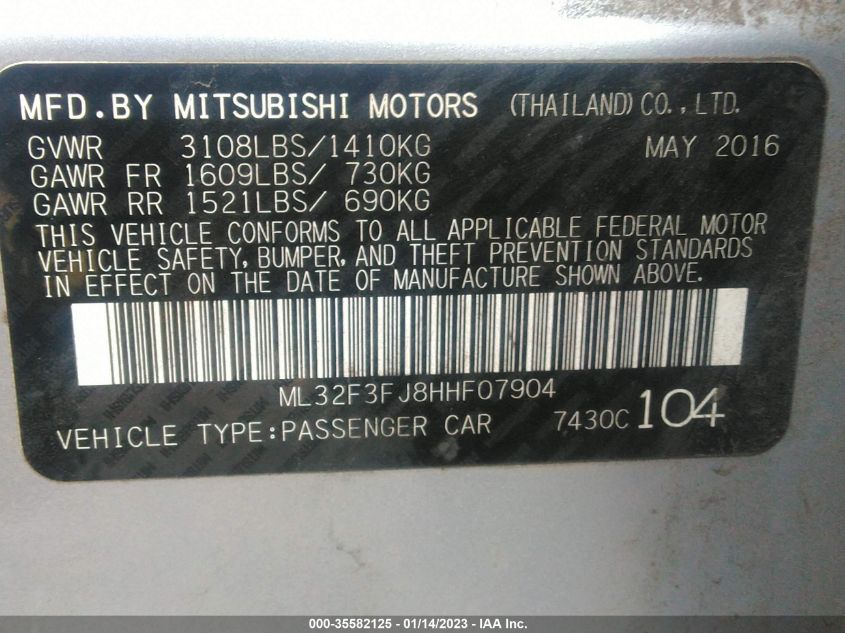 MFD.BY MITSUBISHI MOTORS (THAILAND) CO., LTD.
GVWR 3108LBS/1410KG MAY 2016
GAWR FR 1609LBS/ 730KG
GAWR RR 1521LBS/ 690KG
THIS VEHICLE CONFORMS TO ALL APPLICABLE FEDERAL MOTOR
VEHICLE SAFETY, BUMPER, AND THEFT PREVENTION STANDARDS
IN EFFECT ON THE DATE OF MANUFACTURE SHOWN ABOVE.
ML32F3FJ8HHF07904
VEHICLE TYPE:PASSENGER CAR 7430C 104
000-35582125 - 01/14/2023 - IAA Inc.